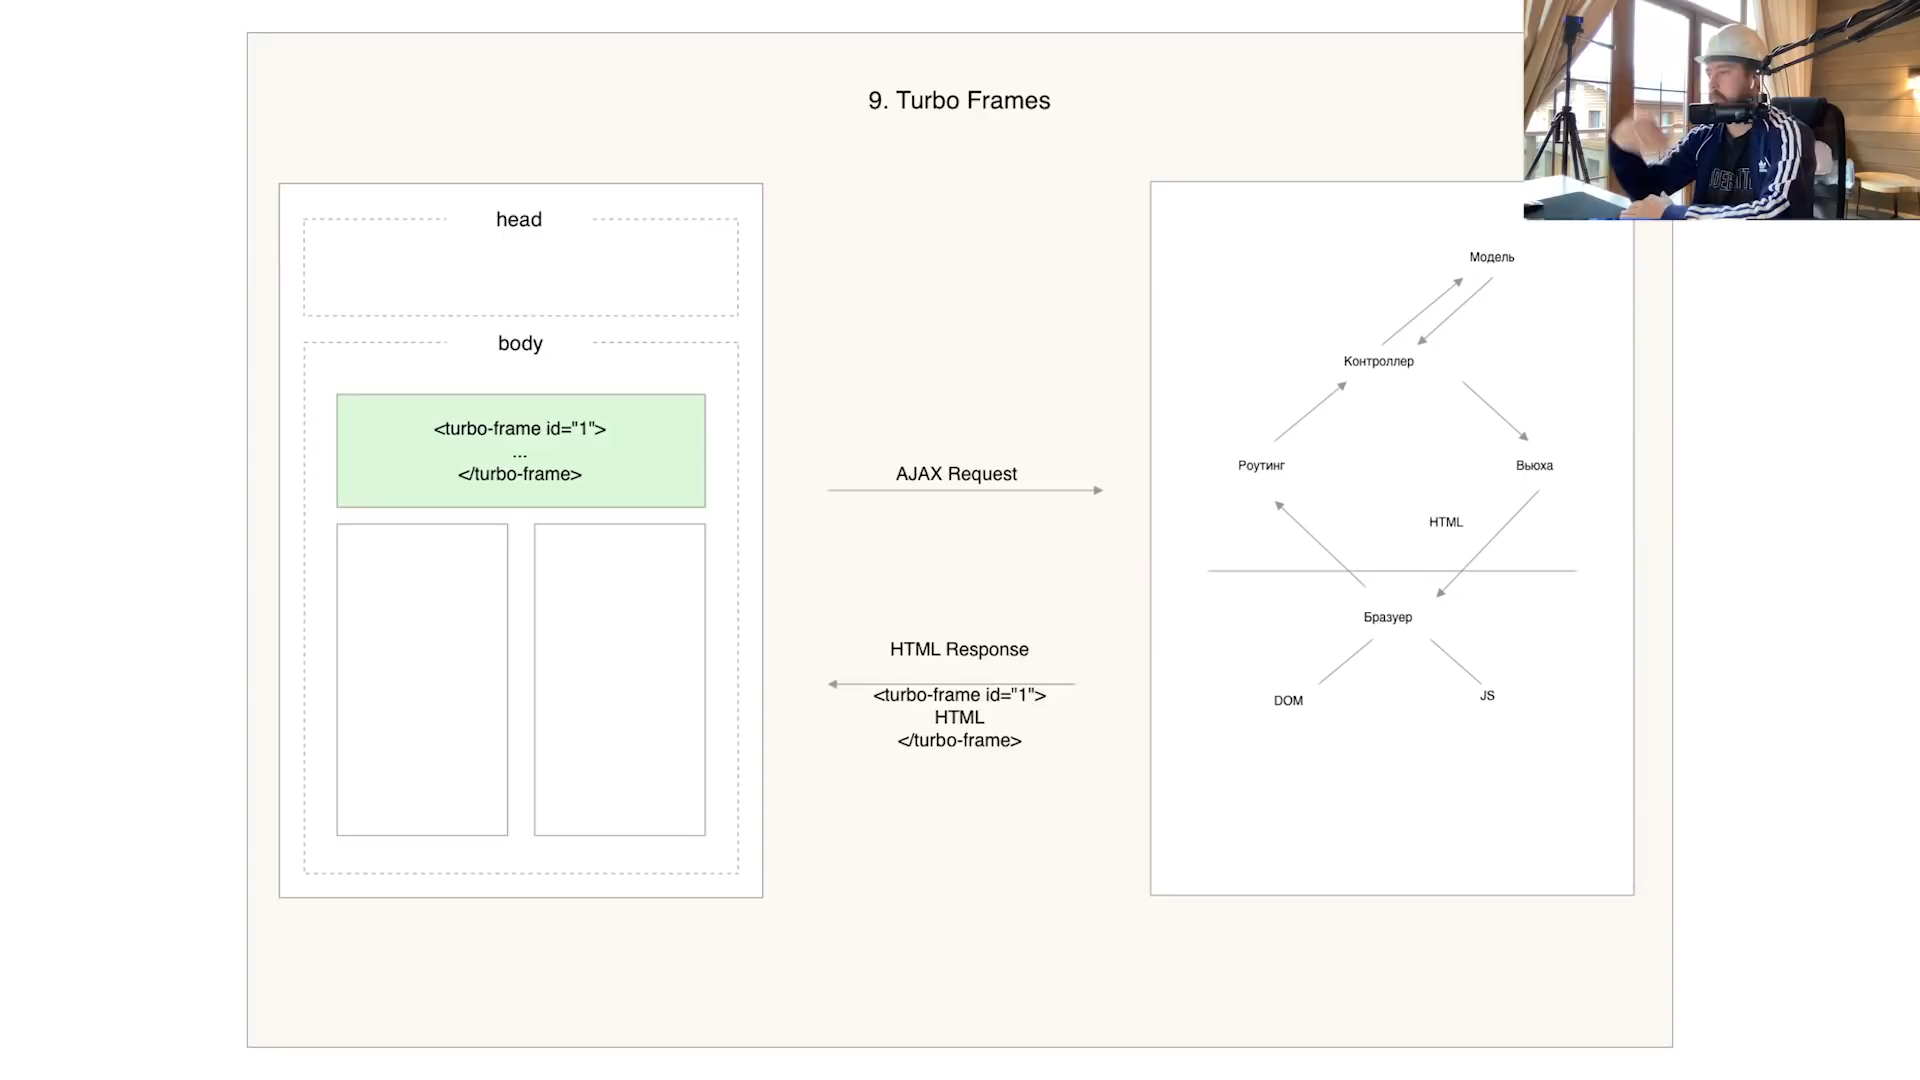 9. Turbo Frames
head
body
<turbo-frame id="1">
...
</turbo-frame>
AJAX Request
HTML Response
<turbo-frame id="1">
HTML
</turbo-frame>
Модель
Контроллер
Роутинг
Вьюха
HTML
Бразуер
DOM
JS